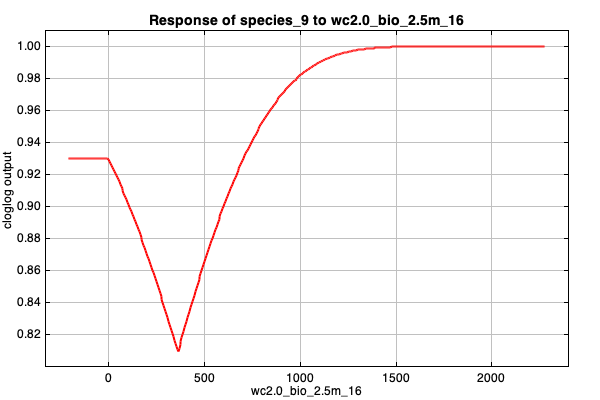 Response of species_9 to wc2.0_bio_2.5m_16
1.00
0.98
0.96
0.94
0.92
0.90
0.88
0.86
0.84
0.82
cloglog output
0 500 1000 1500 2000
wc2.0_bio_2.5m_16